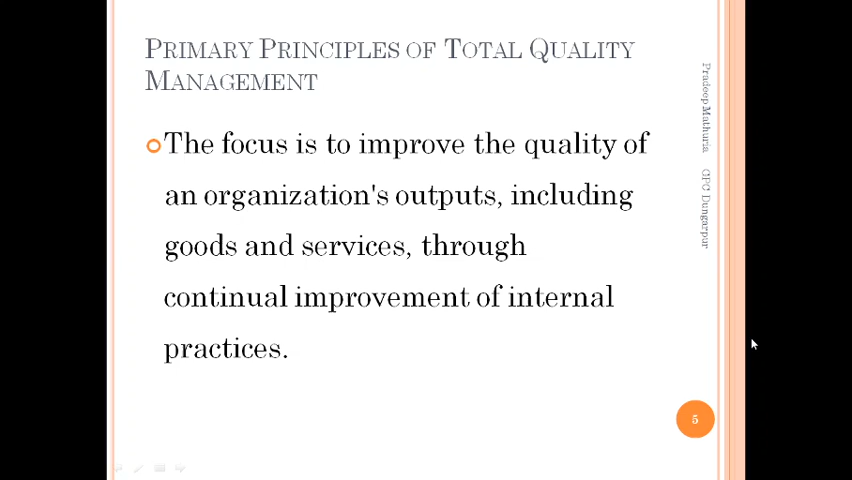 PRIMARY PRINCIPLES OF TOTAL QUALITY
MANAGEMENT
The focus is to improve the quality of
an organization's outputs, including
goods and services, through
continual improvement of internal
practices.
Pradeep Mathuria GPC Dungarpur
5